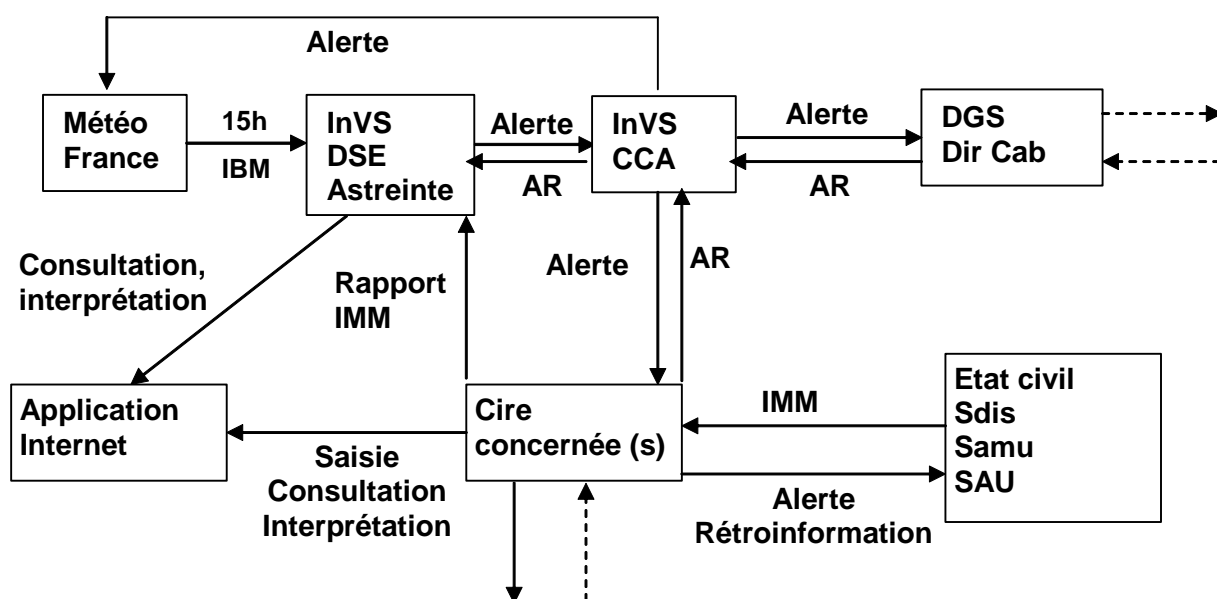 Alerte
Météo
France
15h
IBM
InVS
DSE
Astreinte
Alerte
AR
InVS
CCA
Alerte
AR
DGS
Dir Cab
Consultation,
interprétation
Rapport
IMM
Alerte
AR
Application
Internet
Saisie
Consultation
Interprétation
Cire
concernée (s)
IMM
Alerte
Rétroinformation
Etat civil
Sdis
Samu
SAU